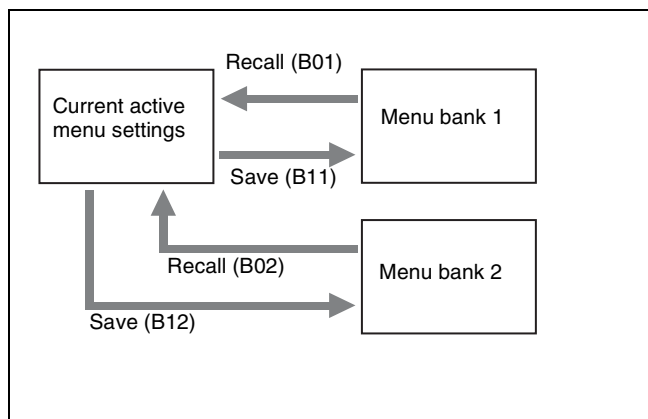 Recall (B01)
Current active
menu settings
Menu bank 1
Save (B11)
Recall (B02)
Menu bank 2
Save (B12)